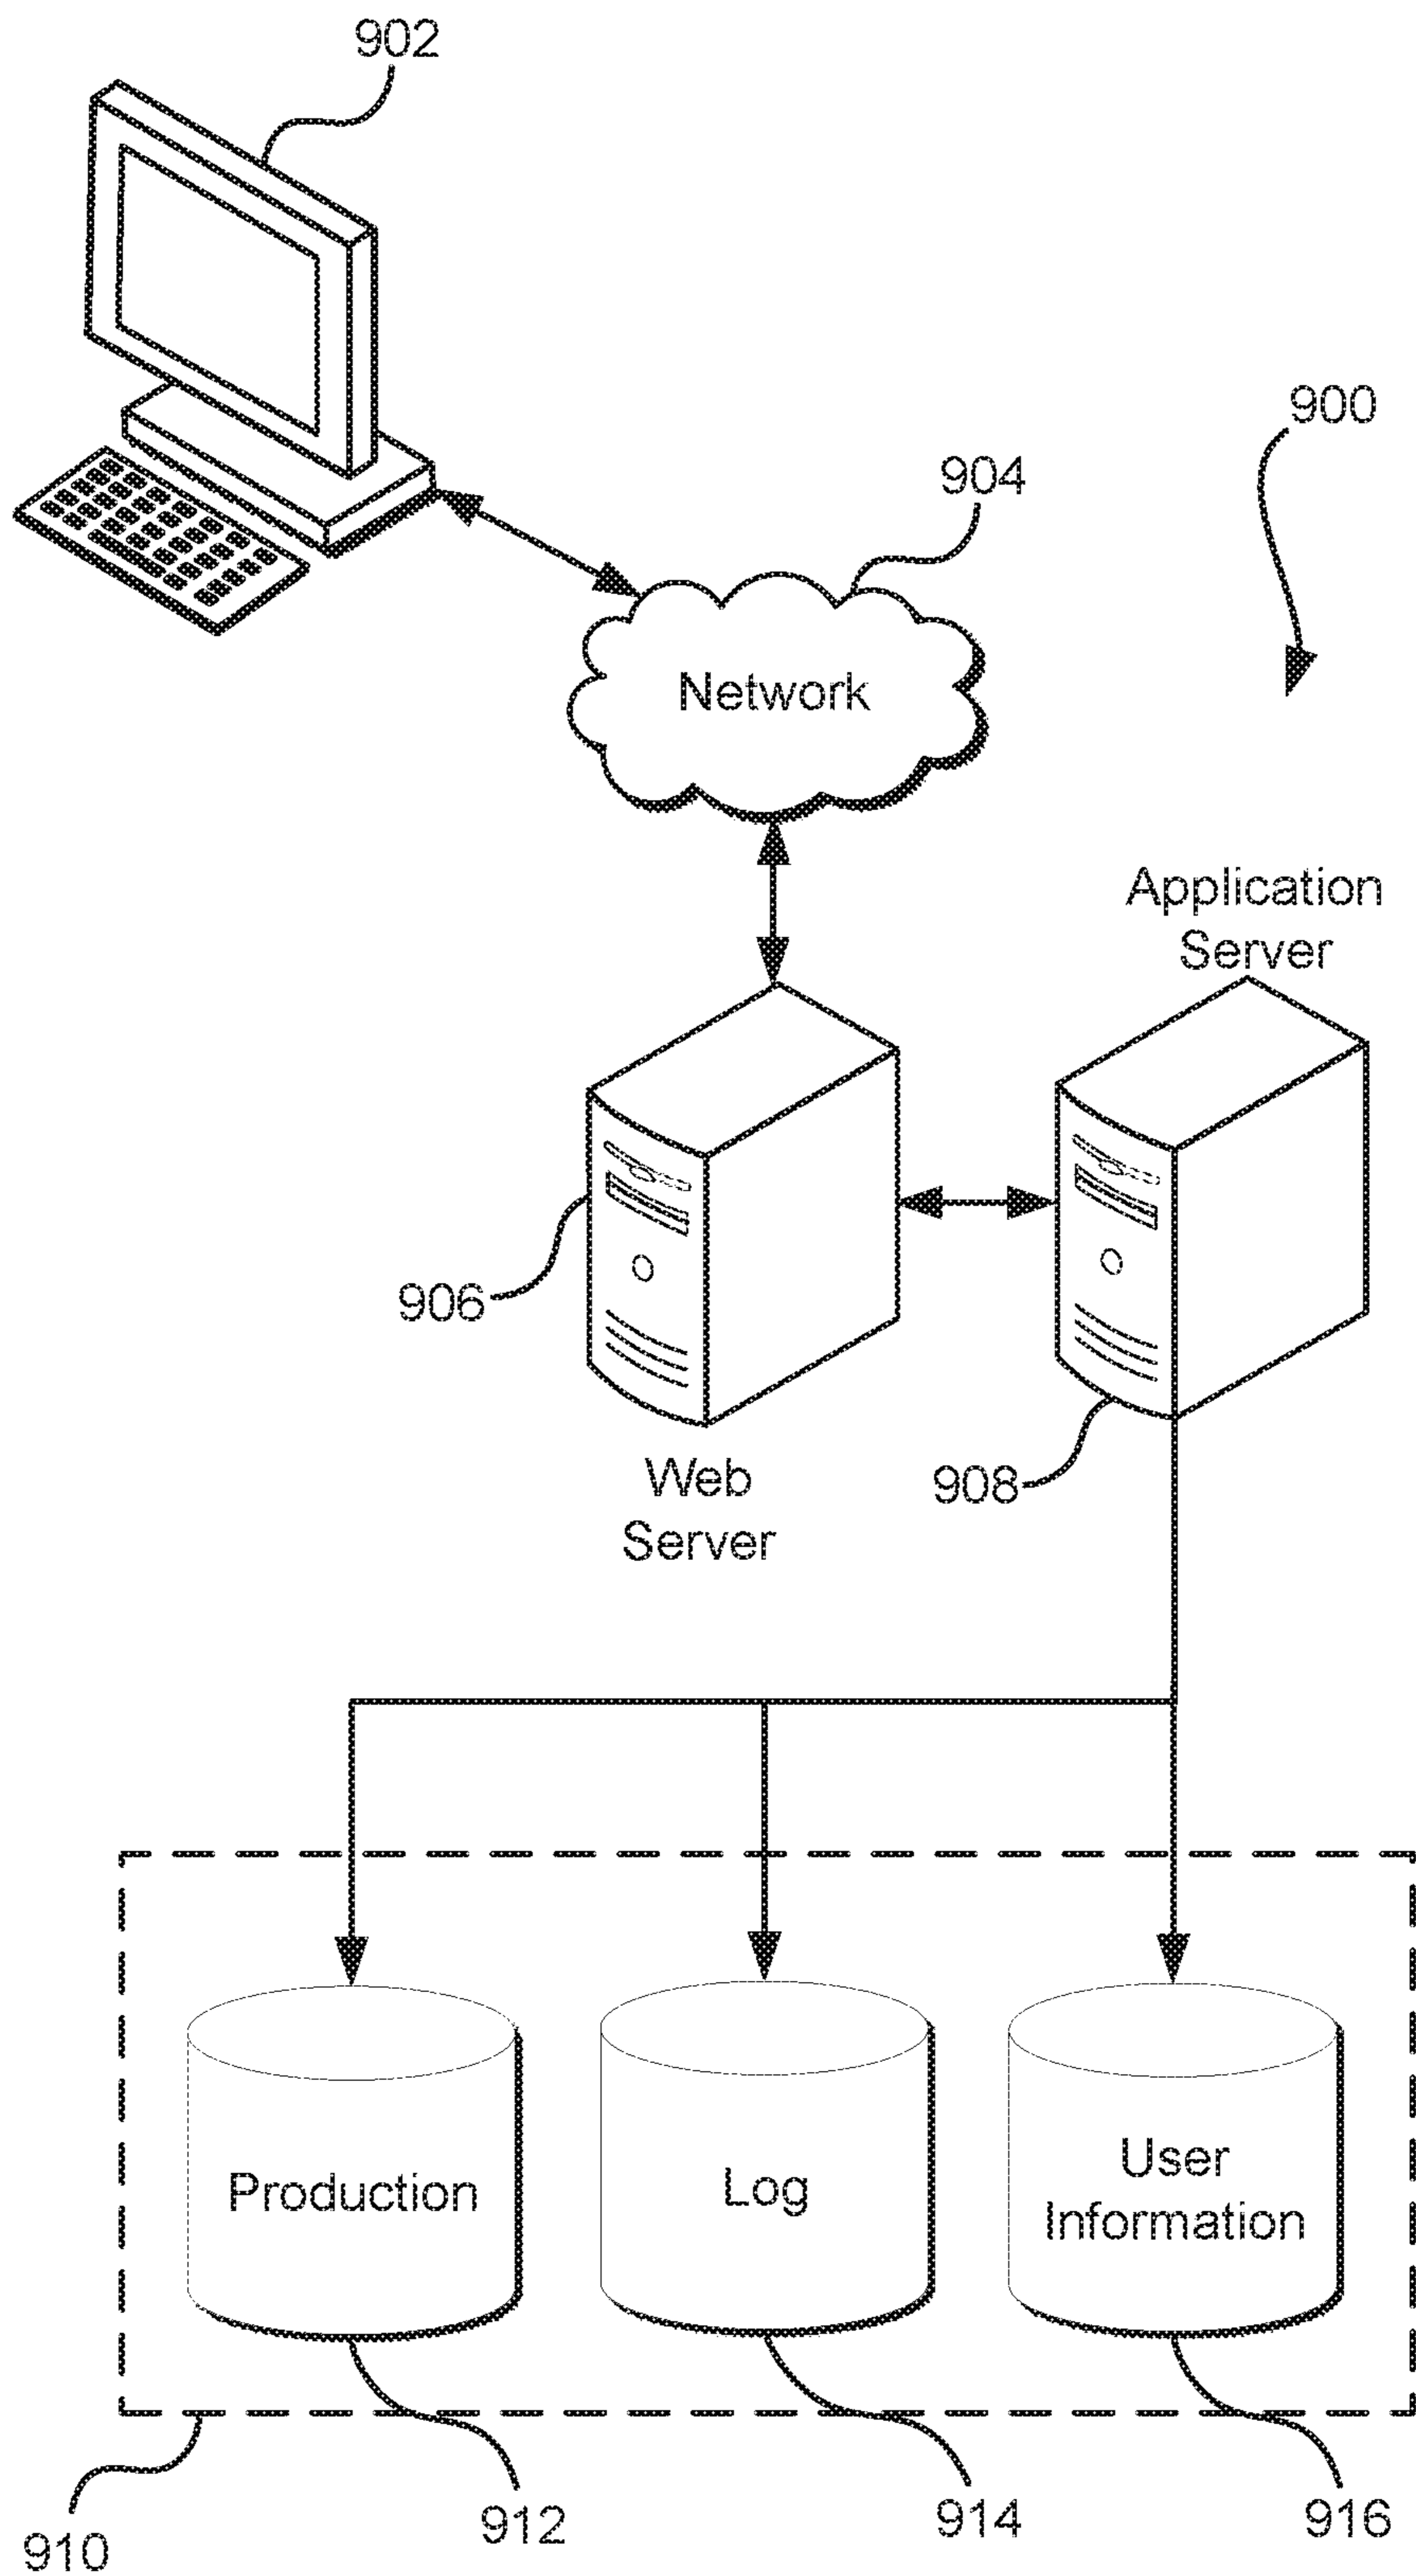 902
900
904
Network
Application
Server
906
908
Web
Server
Production
Log
User
Information
910
912
914
916